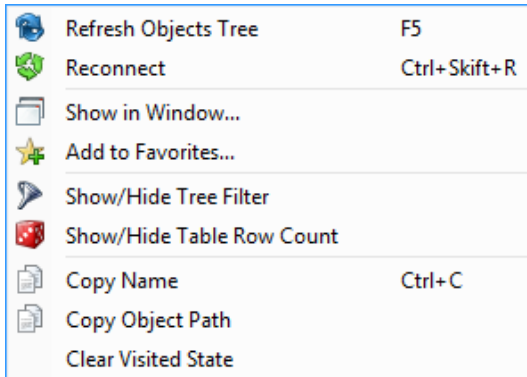 Refresh Objects Tree F5
Reconnect Ctrl+Skift+R
Show in Window...
Add to Favorites...
Show/Hide Tree Filter
Show/Hide Table Row Count
Copy Name Ctrl+C
Copy Object Path
Clear Visited State